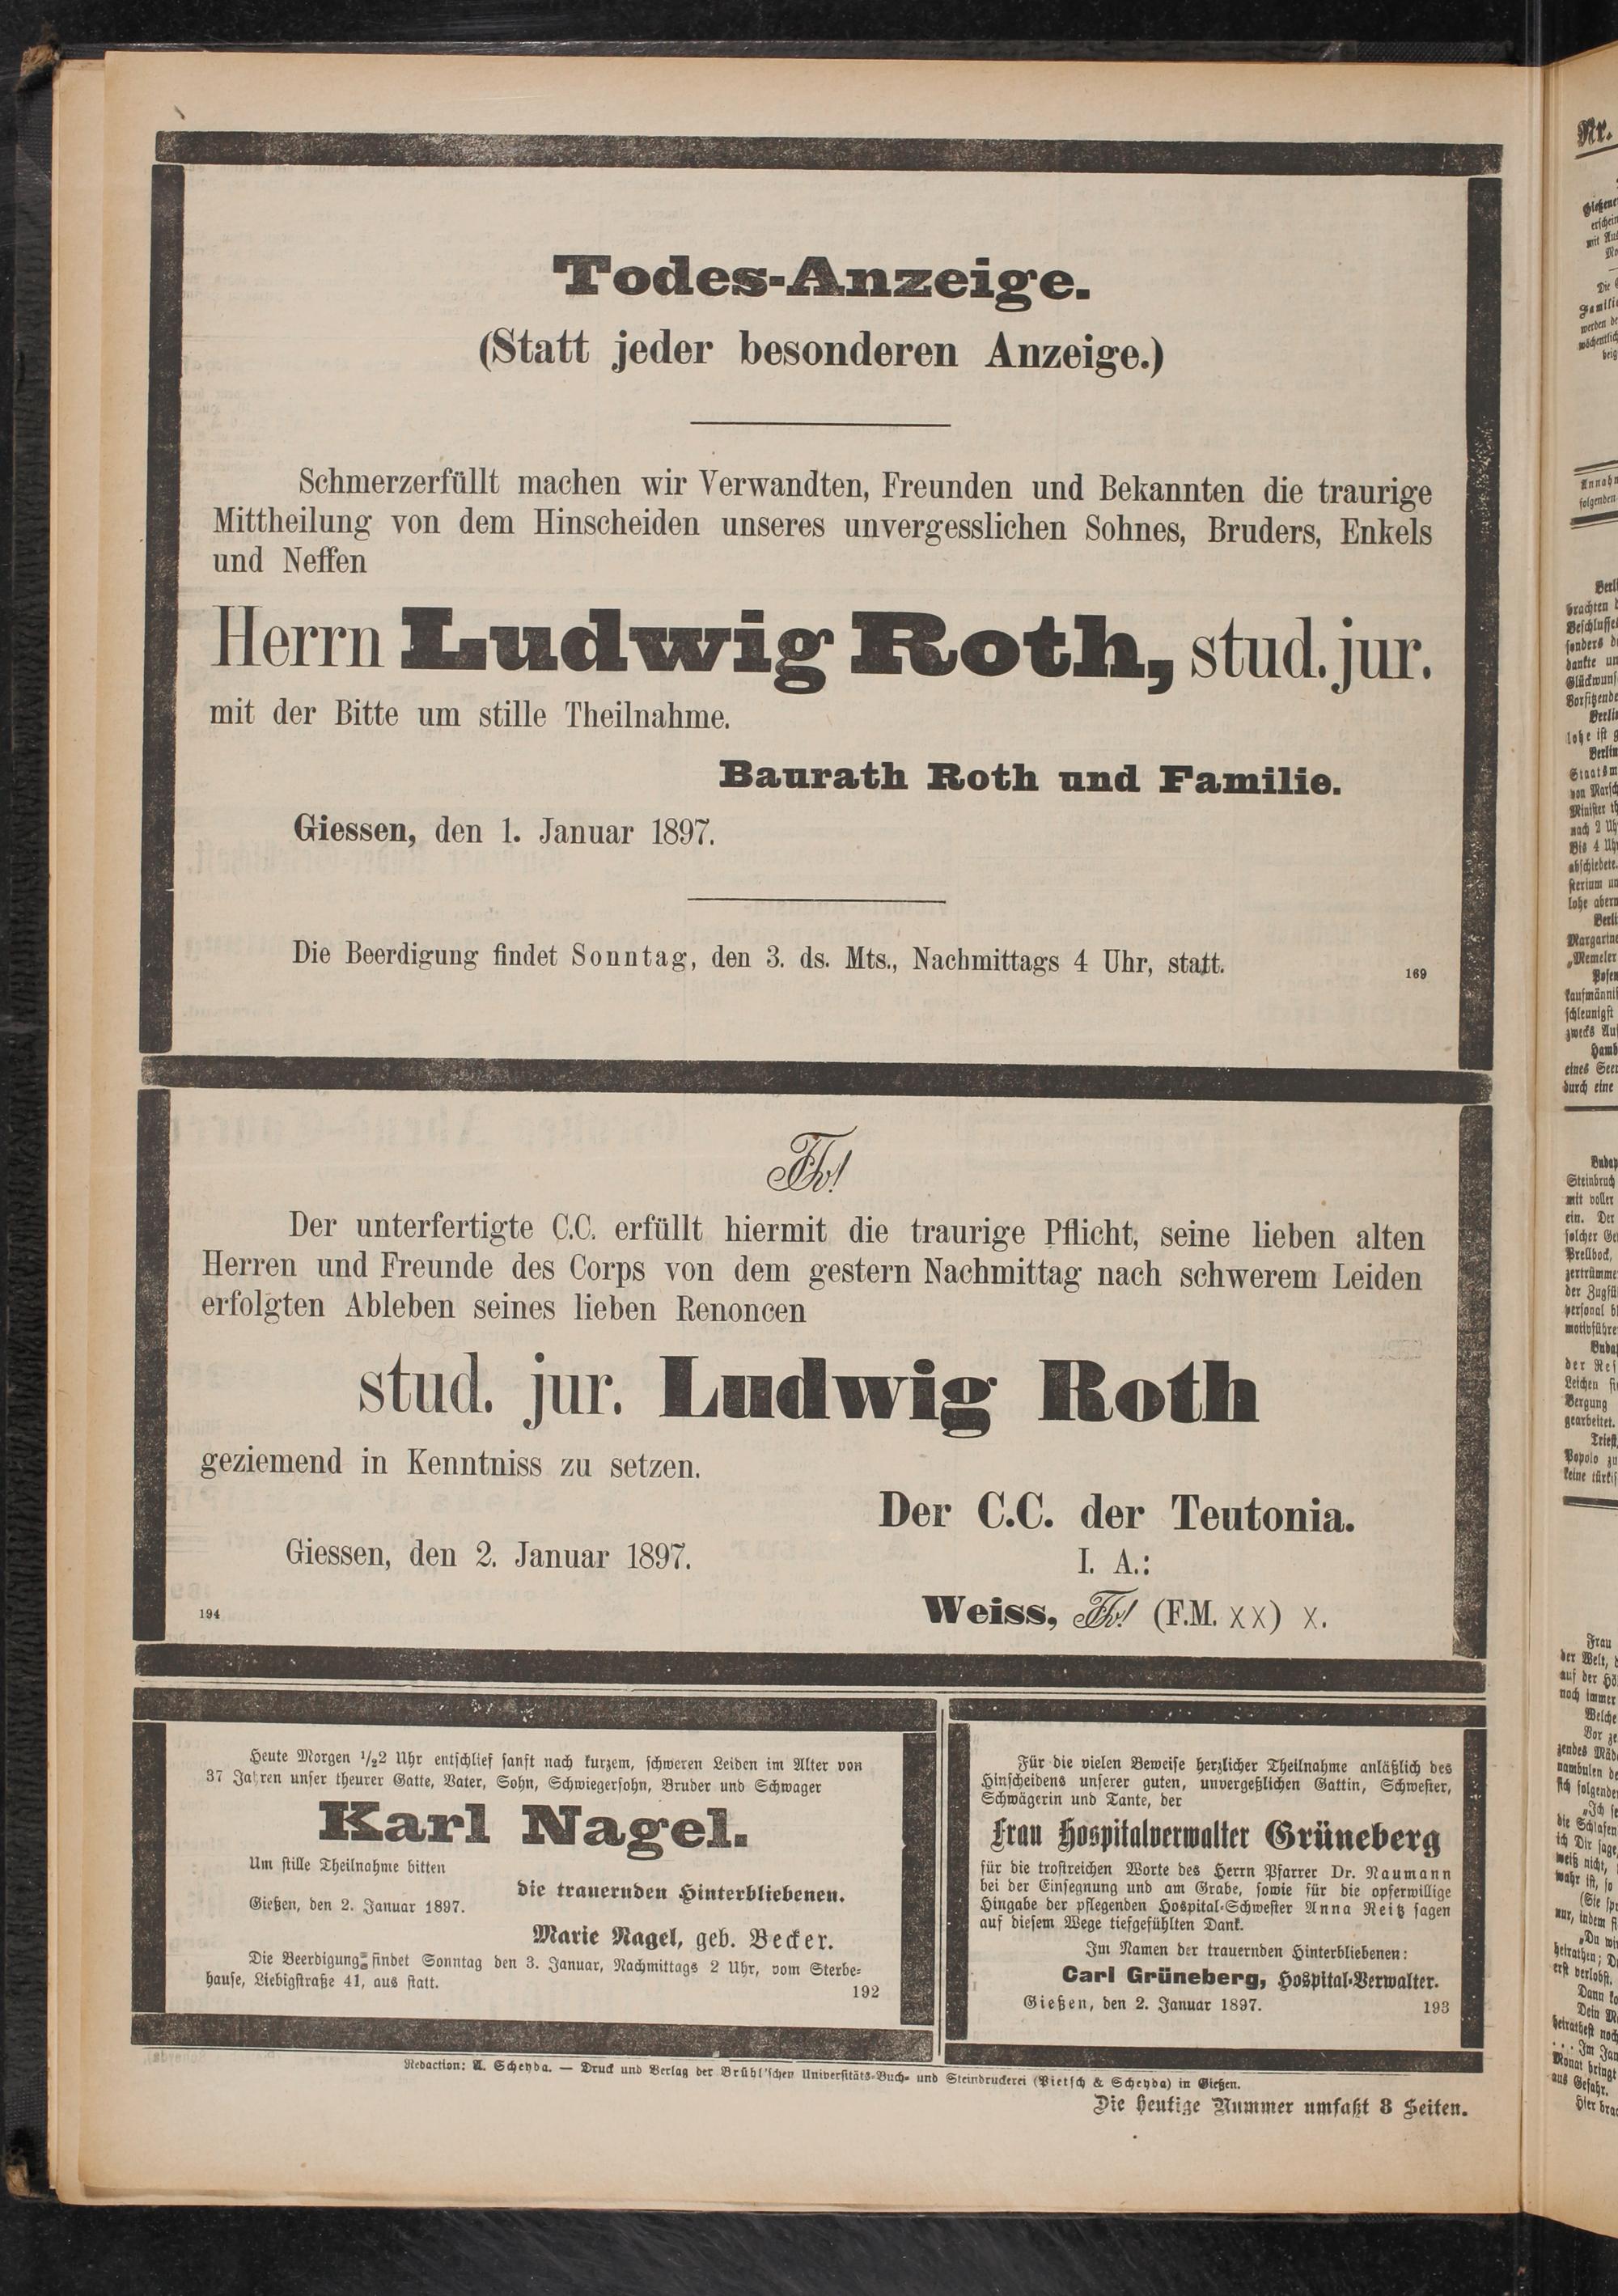 Todes-Anzeige.
(Statt jeder besonderen Anzeige.)
Schmerzerfüllt machen wir Verwandten, Freunden und Bekannten die traurige
Mittheilung von dem Hinscheiden unseres unvergesslichen Sohnes, Bruders, Enkels
und Neffen
Herrn Ludwig Roth, stud. jur.
mit der Bitte um stille Theilnahme.
Baurath Roth und Familie.
Giessen, den 1. Januar 1897.
Die Beerdigung findet Sonntag, den 3. ds. Mts., Nachmittags 4 Uhr, statt.
169
Der unterfertigte C.C. erfüllt hiermit die traurige Pflicht, seine lieben alten
Herren und Freunde des Corps von dem gestern Nachmittag nach schwerem Leiden
erfolgten Ableben seines lieben Renoncen
stud. jur. Ludwig Roth
geziemend in Kenntniss zu setzen.
Der C.C. der Teutonia.
Giessen, den 2. Januar 1897.
I. A.:
Weiss, (F.M. XX) X.
194
Heute Morgen 1/22 Uhr entschlief sanft nach kurzem, schweren Leiden im Alter von
37 Jahren unser theurer Gatte, Vater, Sohn, Schwiegersohn, Bruder und Schwager
Karl Nagel.
Um stille Theilnahme bitten
die trauernden Hinterbliebenen.
Gießen, den 2. Januar 1897.
Marie Nagel, geb. Becker.
Die Beerdigung findet Sonntag den 3. Januar, Nachmittags 2 Uhr, vom Sterbe-
hause, Liebigstraße 41, aus statt.
192
Für die vielen Beweise herzlicher Theilnahme anläßlich des
Hinscheidens unserer guten, unvergeßlichen Gattin, Schwester,
Schwägerin und Tante, der
Frau Hospitalverwalter Grüneberg
für die trostreichen Worte des Herrn Pfarrer Dr. Naumann
bei der Einsegnung und am Grabe, sowie für die opferwillige
Hingabe der pflegenden Hospital-Schwester Anna Reitz sagen
auf diesem Wege tiefgefühlten Dank.
Im Namen der trauernden Hinterbliebenen:
Carl Grüneberg, Hospital-Verwalter.
Gießen, den 2. Januar 1897.
193
Redaction: A. Scheyda. — Druck und Verlag der Brühl'schen Universitäts-Buch- und Steindruckerei (Pietsch & Scheyda) in Gießen.
Die heutige Nummer umfaßt 8 Seiten.
Nr.